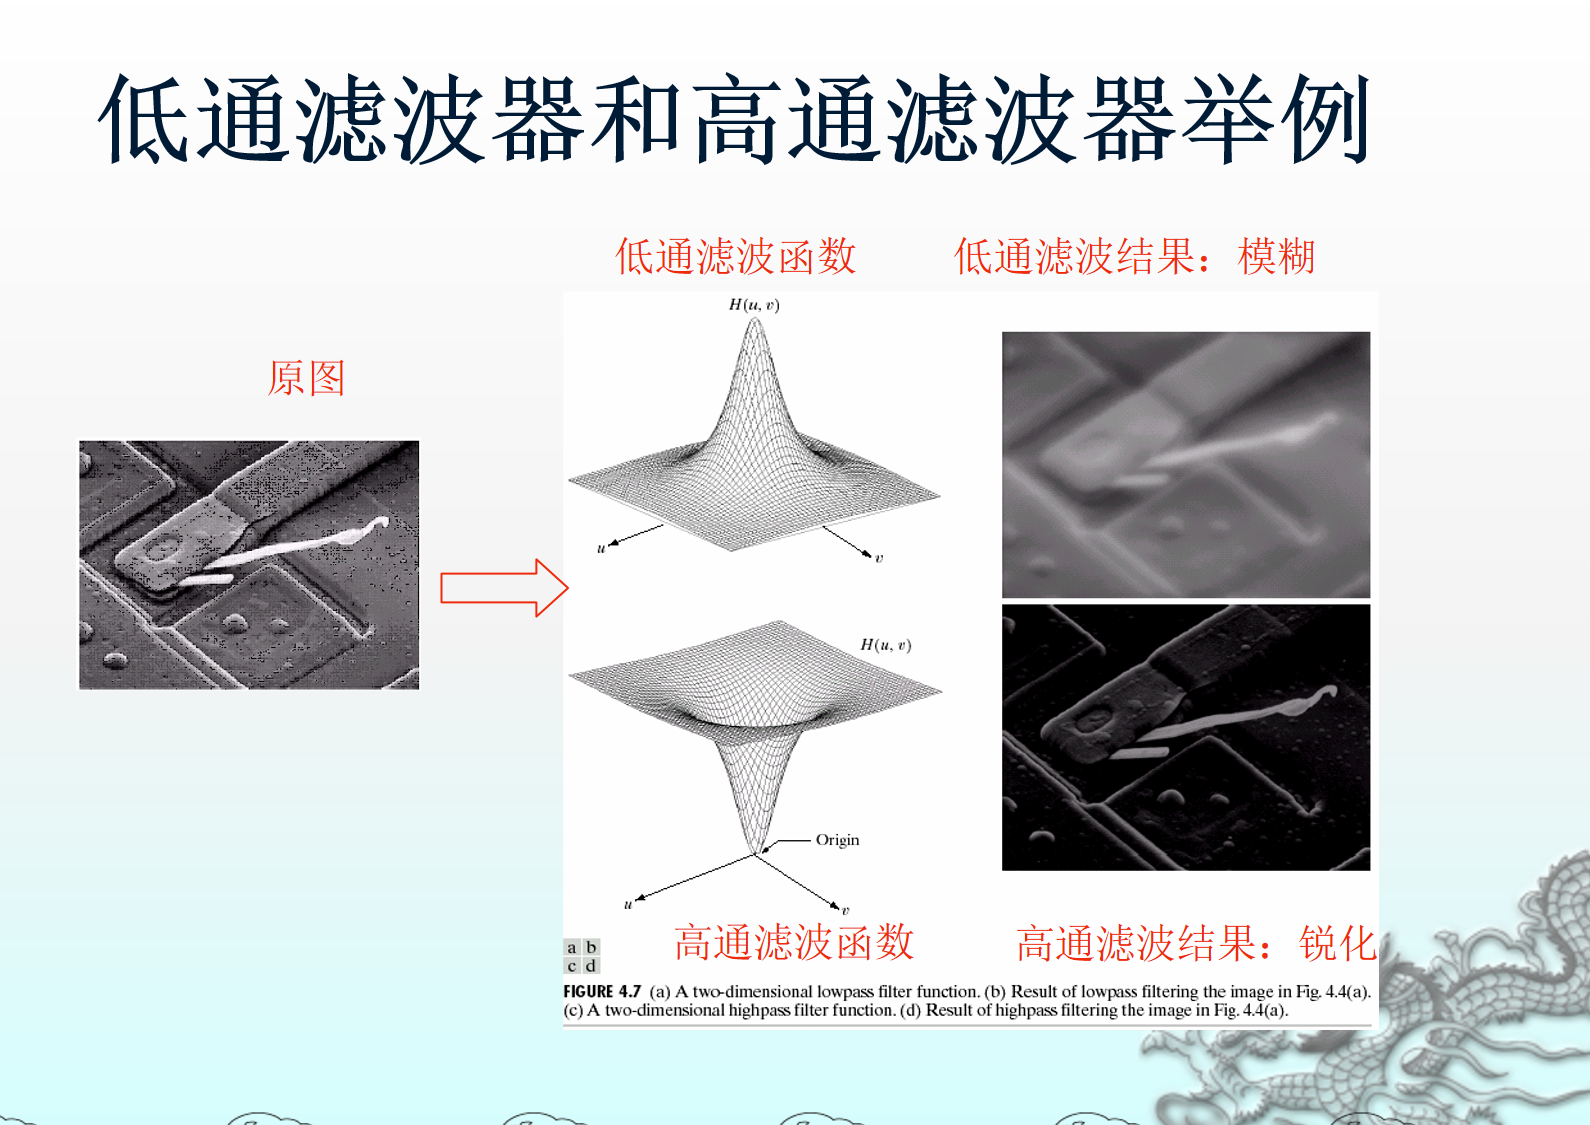 低通滤波器和高通滤波器举例
低通滤波函数
低通滤波结果：模糊
原图
H(u, v)
u
v
H(u, v)
Origin
u
v
高通滤波函数
高通滤波结果：锐化
a b
c d
FIGURE 4.7 (a) A two-dimensional lowpass filter function. (b) Result of lowpass filtering the image in Fig. 4.4(a).
(c) A two-dimensional highpass filter function. (d) Result of highpass filtering the image in Fig. 4.4(a).